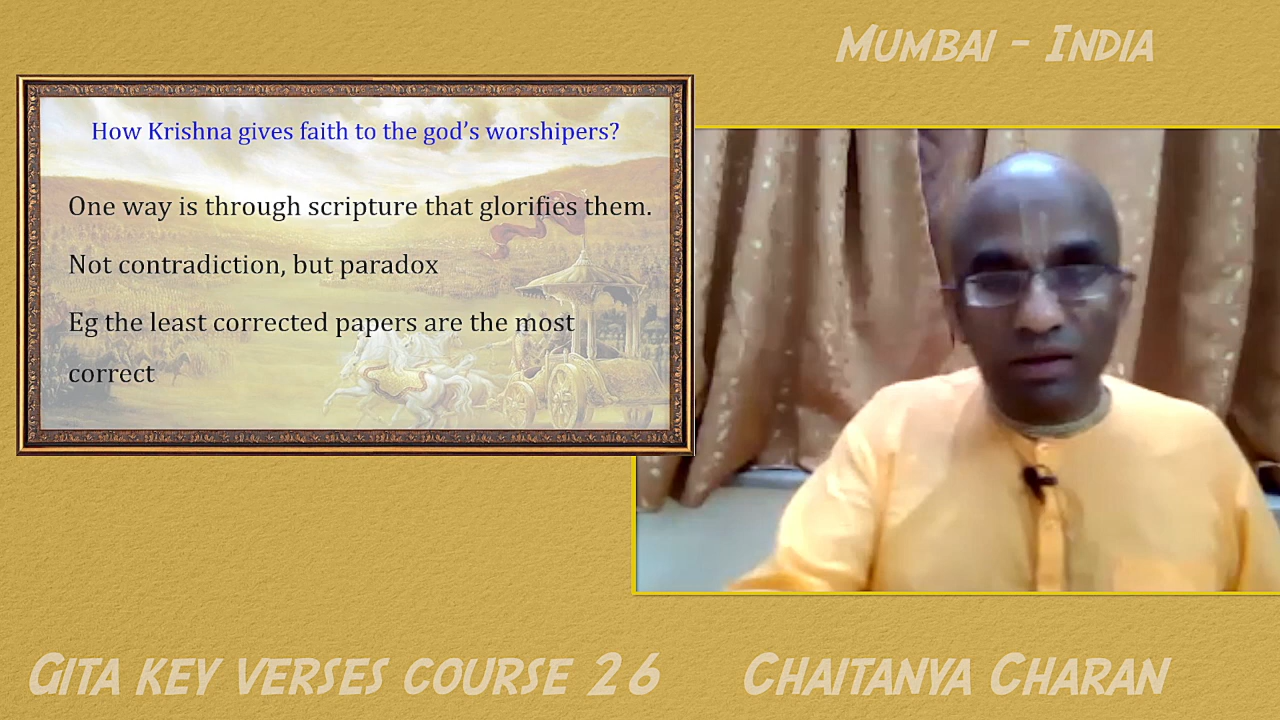 Mumbai - India
How Krishna gives faith to the god's worshipers?
One way is through scripture that glorifies them.
Not contradiction, but paradox
Eg the least corrected papers are the most
correct
Gita key verses course 26
Chaitanya Charan